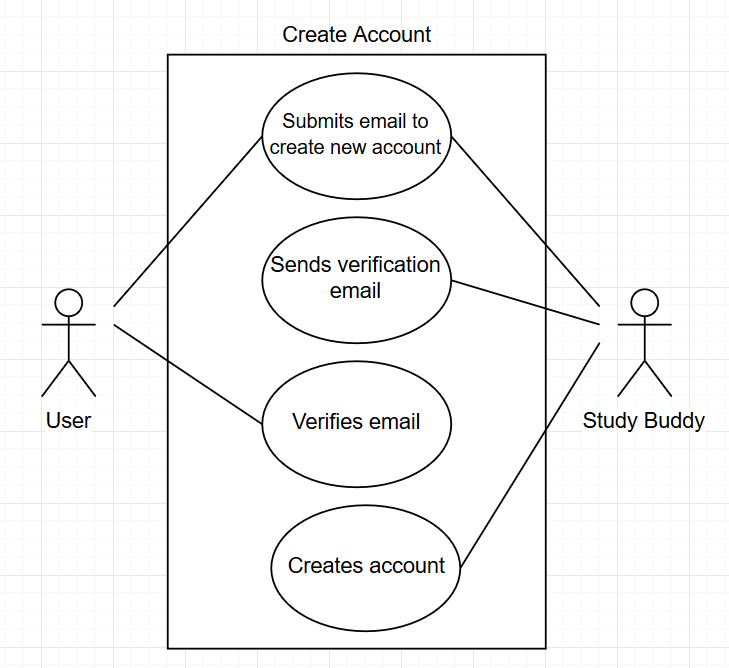 Create Account
Submits email to
create new account
Sends verification
email
Verifies email
Creates account
User
Study Buddy